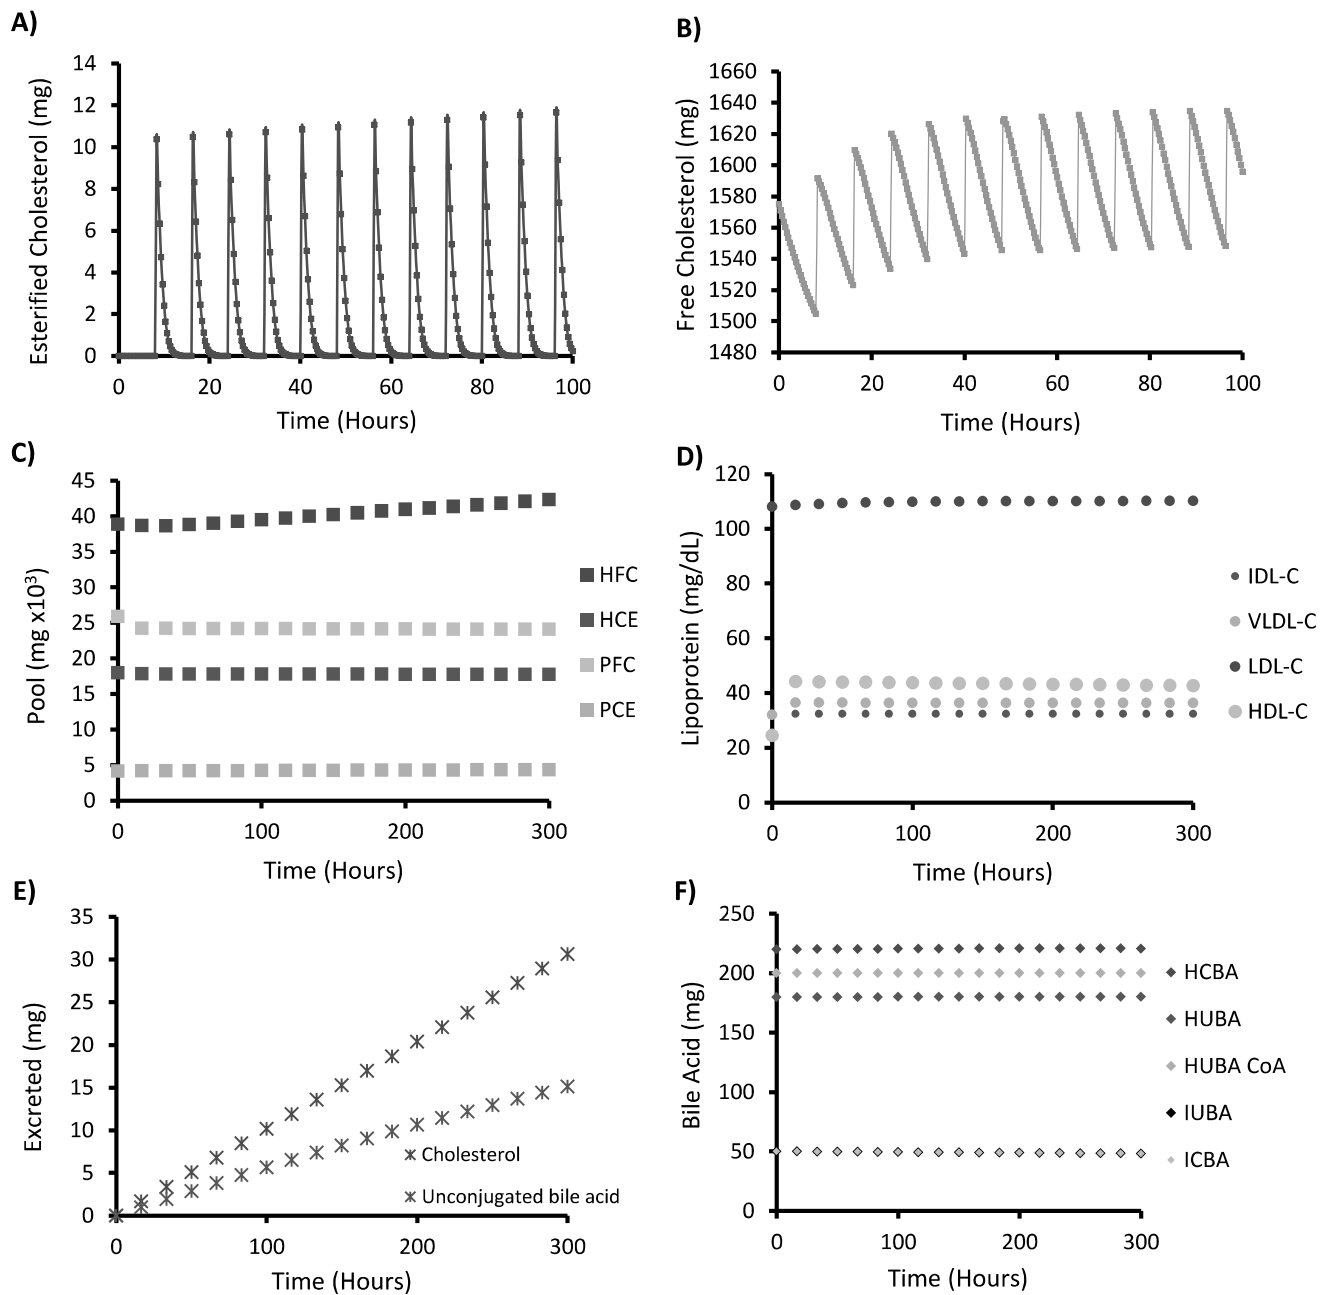 A)
Esterified Cholesterol (mg)
14
12
10
8
6
4
2
0
0 20 40 60 80 100
Time (Hours)
B)
Free Cholesterol (mg)
1660
1640
1620
1600
1580
1560
1540
1520
1500
1480
0 20 40 60 80 100
Time (Hours)
C)
Pool (mg x10³)
45
40
35
30
25
20
15
10
5
0
0 100 200 300
Time (Hours)
HFC
HCE
PFC
PCE
D)
Lipoprotein (mg/dL)
120
100
80
60
40
20
0
0 100 200 300
Time (Hours)
IDL-C
VLDL-C
LDL-C
HDL-C
E)
Excreted (mg)
35
30
25
20
15
10
5
0
0 100 200 300
Time (Hours)
Cholesterol
Unconjugated bile acid
F)
Bile Acid (mg)
250
200
150
100
50
0
0 100 200 300
Time (Hours)
HCBA
HUBA
HUBA CoA
IUBA
ICBA